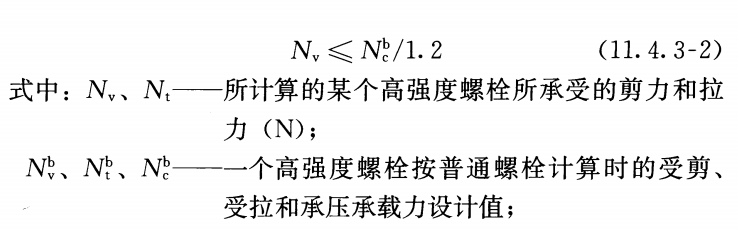 N_v ≤ N_c^b/1.2 (11.4.3-2)
式中：N_v、N_t——所计算的某个高强度螺栓所承受的剪力和拉
力（N）；
N_v^b、N_t^b、N_c^b——一个高强度螺栓按普通螺栓计算时的受剪、
受拉和承压承载力设计值；